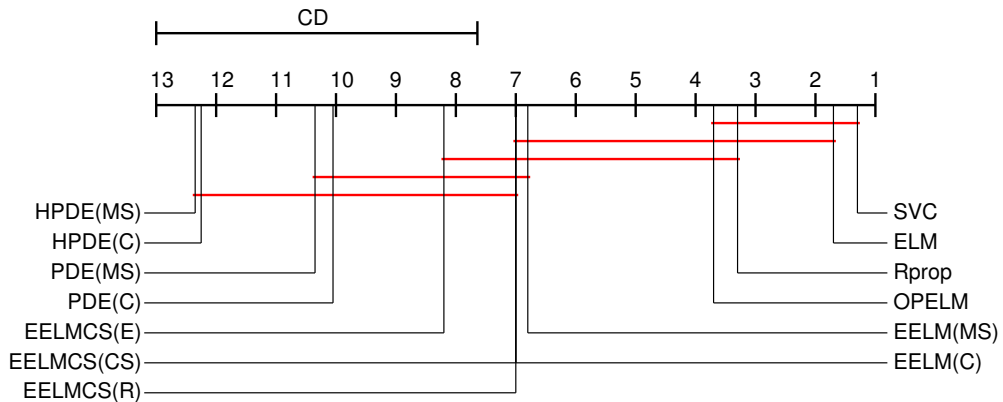 CD
13 12 11 10 9 8 7 6 5 4 3 2 1
HPDE(MS) SVC
HPDE(C) ELM
PDE(MS) Rprop
PDE(C) OPELM
EELMCS(E) EELM(MS)
EELMCS(CS) EELM(C)
EELMCS(R)